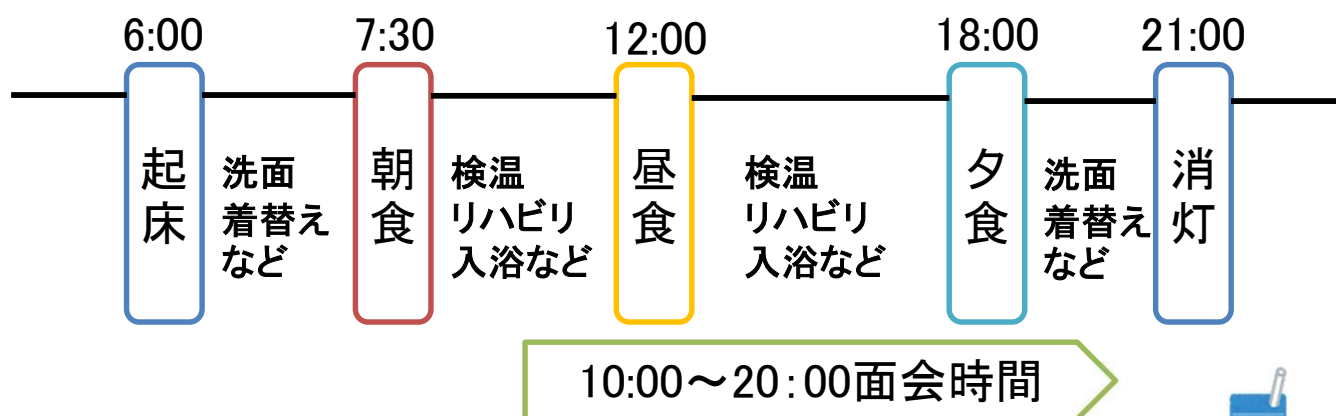 6:00 7:30 12:00 18:00 21:00
起床
洗面
着替え
など
朝食
検温
リハビリ
入浴など
昼食
検温
リハビリ
入浴など
夕食
洗面
着替え
など
消灯
10:00～20:00面会時間